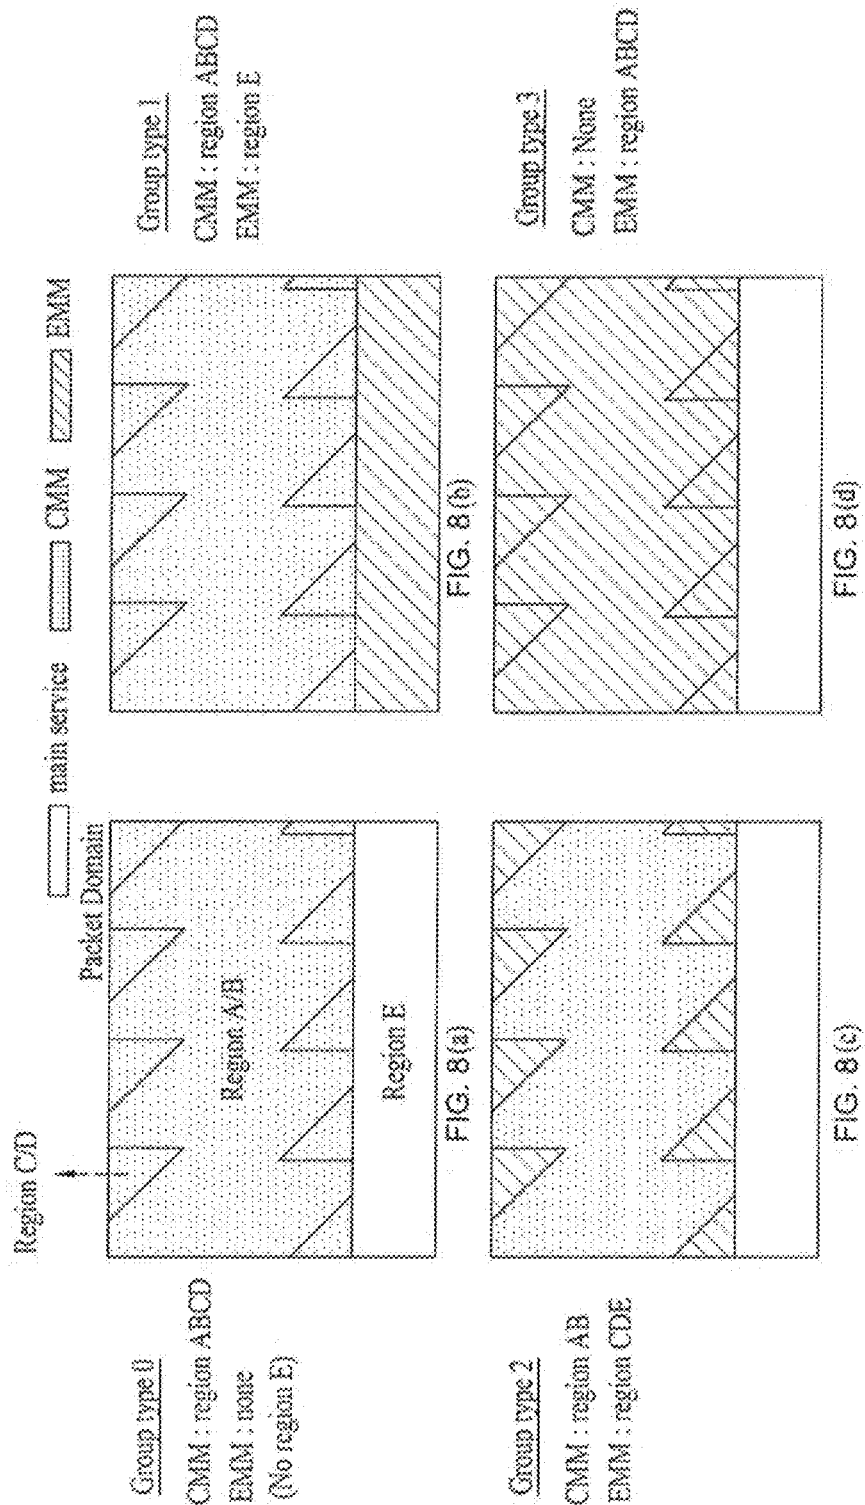 main service
CMM
EMM
Region C/D
Packet Domain
Group type 0
CMM : region ABCD
EMM : none
(No region E)
Region A/B
Region E
FIG. 8(a)
Group type 1
CMM : region ABCD
EMM : region E
FIG. 8(b)
Group type 2
CMM : region AB
EMM : region CDE
FIG. 8(c)
Group type 3
CMM : None
EMM : region ABCD
FIG. 8(d)